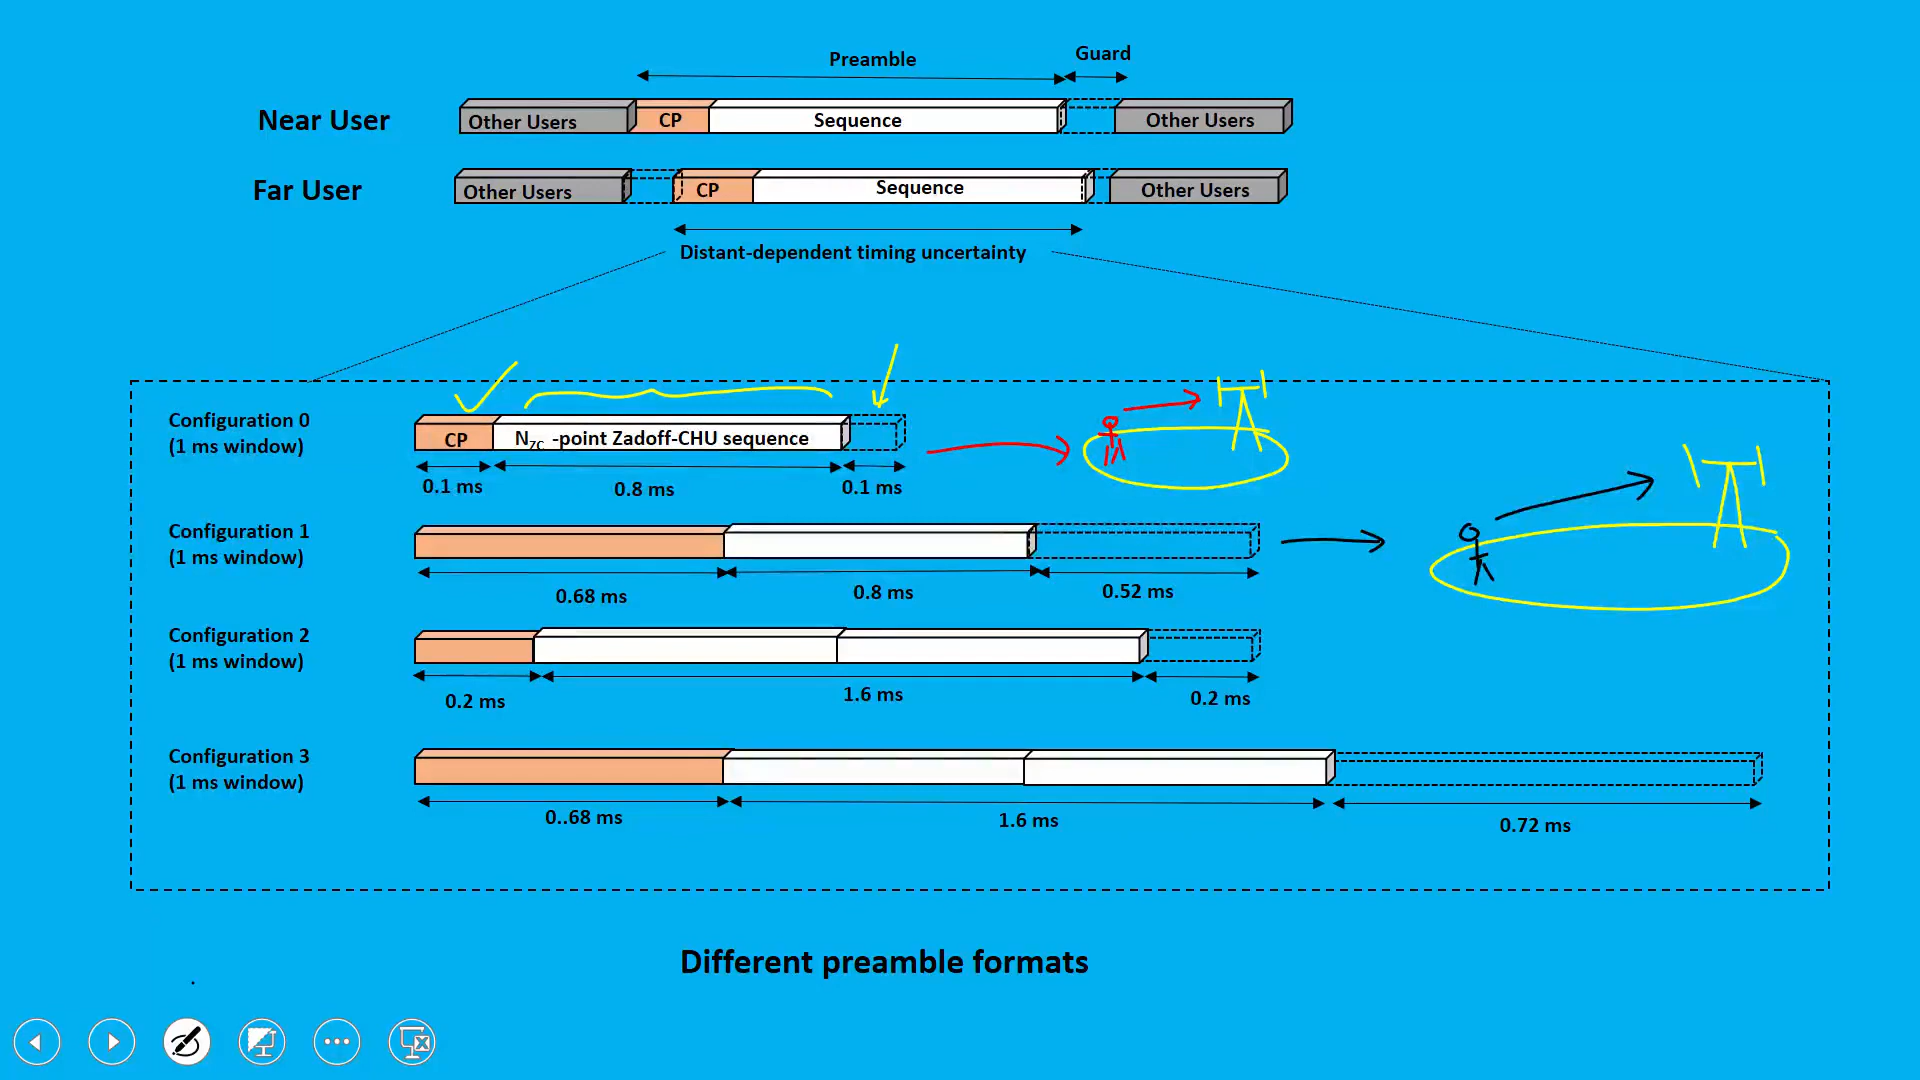 Preamble
Guard
Near User
Other Users
CP
Sequence
Other Users
Far User
Other Users
CP
Sequence
Other Users
Distant-dependent timing uncertainty
Configuration 0
(1 ms window)
CP
NZC -point Zadoff-CHU sequence
0.1 ms
0.8 ms
0.1 ms
Configuration 1
(1 ms window)
0.68 ms
0.8 ms
0.52 ms
Configuration 2
(1 ms window)
0.2 ms
1.6 ms
0.2 ms
Configuration 3
(1 ms window)
0..68 ms
1.6 ms
0.72 ms
Different preamble formats